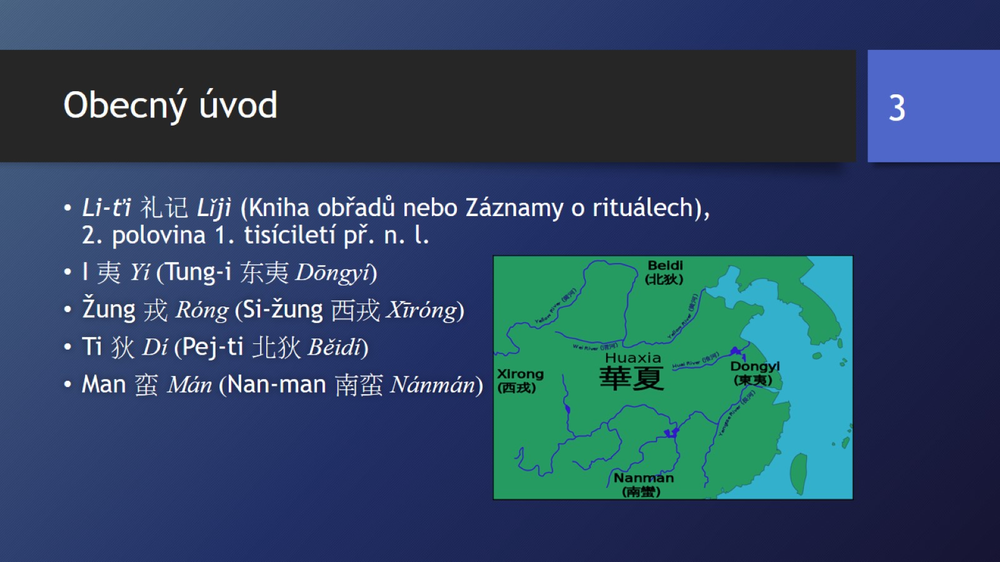 Obecný úvod
3
• Li-ťi 礼记 Lǐjì (Kniha obřadů nebo Záznamy o rituálech),
2. polovina 1. tisíciletí př. n. l.
• I 夷 Yí (Tung-i 东夷 Dōngyí)
• Žung 戎 Róng (Si-žung 西戎 Xīróng)
• Ti 狄 Dí (Pej-ti 北狄 Běidí)
• Man 蛮 Mán (Nan-man 南蛮 Nánmán)
Beidi
(北狄)
Yellow River (黄河)
Yellow River (黄河)
Wei River (渭河)
Huaxia
華夏
Huai River (淮河)
Dongyi
(東夷)
Xirong
(西戎)
Yangtze River (長河)
Nanman
(南蠻)